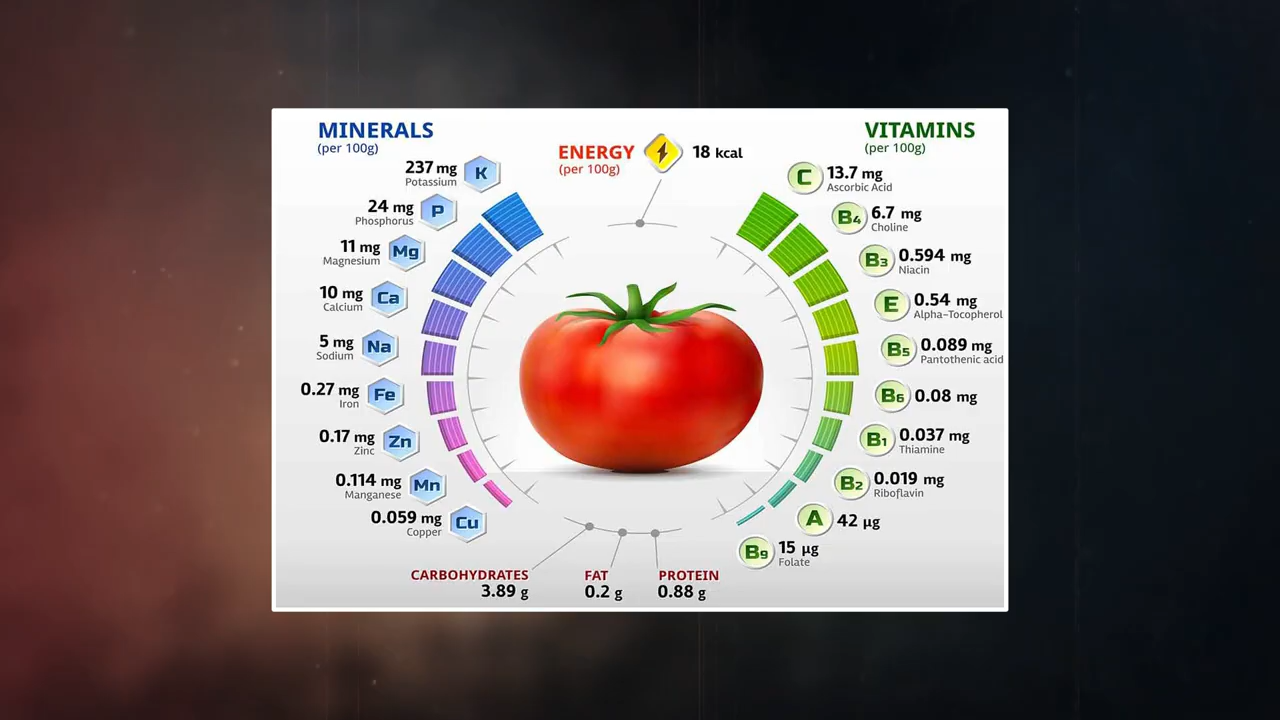 MINERALS
(per 100g)
237 mg
Potassium
K
24 mg
Phosphorus
P
11 mg
Magnesium
Mg
10 mg
Calcium
Ca
5 mg
Sodium
Na
0.27 mg
Iron
Fe
0.17 mg
Zinc
Zn
0.114 mg
Manganese
Mn
0.059 mg
Copper
Cu
ENERGY
(per 100g)
18 kcal
VITAMINS
(per 100g)
C
13.7 mg
Ascorbic Acid
B4
6.7 mg
Choline
B3
0.594 mg
Niacin
E
0.54 mg
Alpha-Tocopherol
B5
0.089 mg
Pantothenic acid
B6
0.08 mg
B1
0.037 mg
Thiamine
B2
0.019 mg
Riboflavin
A
42 µg
B9
15 µg
Folate
CARBOHYDRATES
3.89 g
FAT
0.2 g
PROTEIN
0.88 g